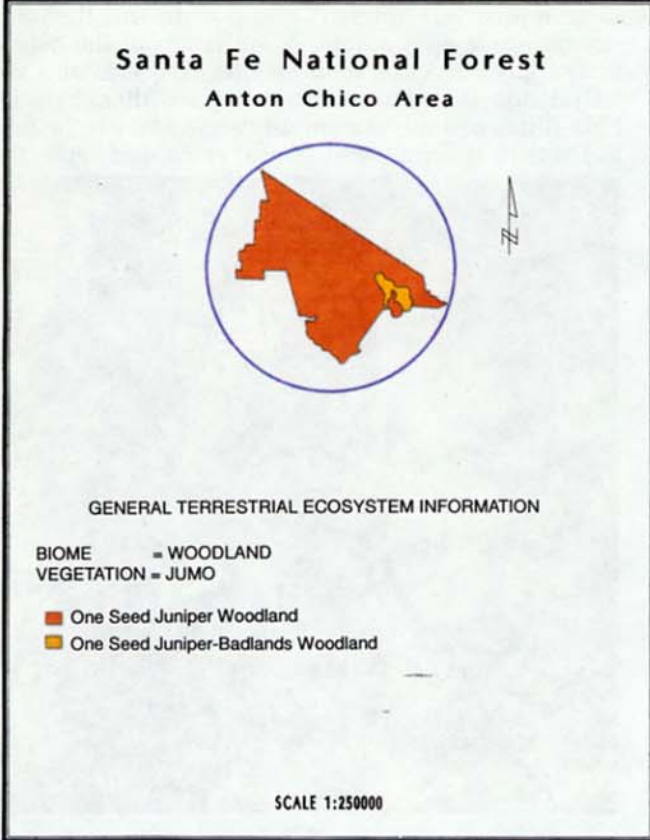 Santa Fe National Forest
Anton Chico Area
GENERAL TERRESTRIAL ECOSYSTEM INFORMATION
BIOME = WOODLAND
VEGETATION = JUMO
One Seed Juniper Woodland
One Seed Juniper-Badlands Woodland
SCALE 1:250000